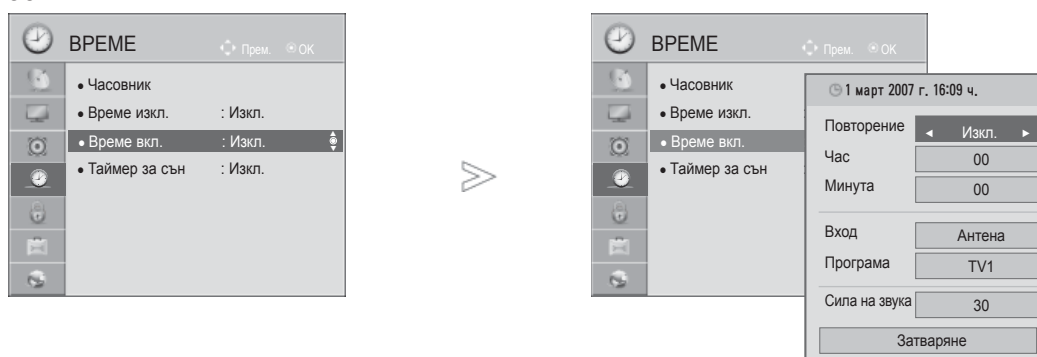 ВРЕМЕ Прем. OK
• Часовник
• Време изкл. : Изкл.
• Време вкл. : Изкл.
• Таймер за сън : Изкл.
ВРЕМЕ Прем. OK
• Часовник
• Време изкл.
• Време вкл.
• Таймер за сън :
1 март 2007 г. 16:09 ч.
Повторение ◄ Изкл. ►
Час 00
Минута 00
Вход Антена
Програма TV1
Сила на звука 30
Затваряне